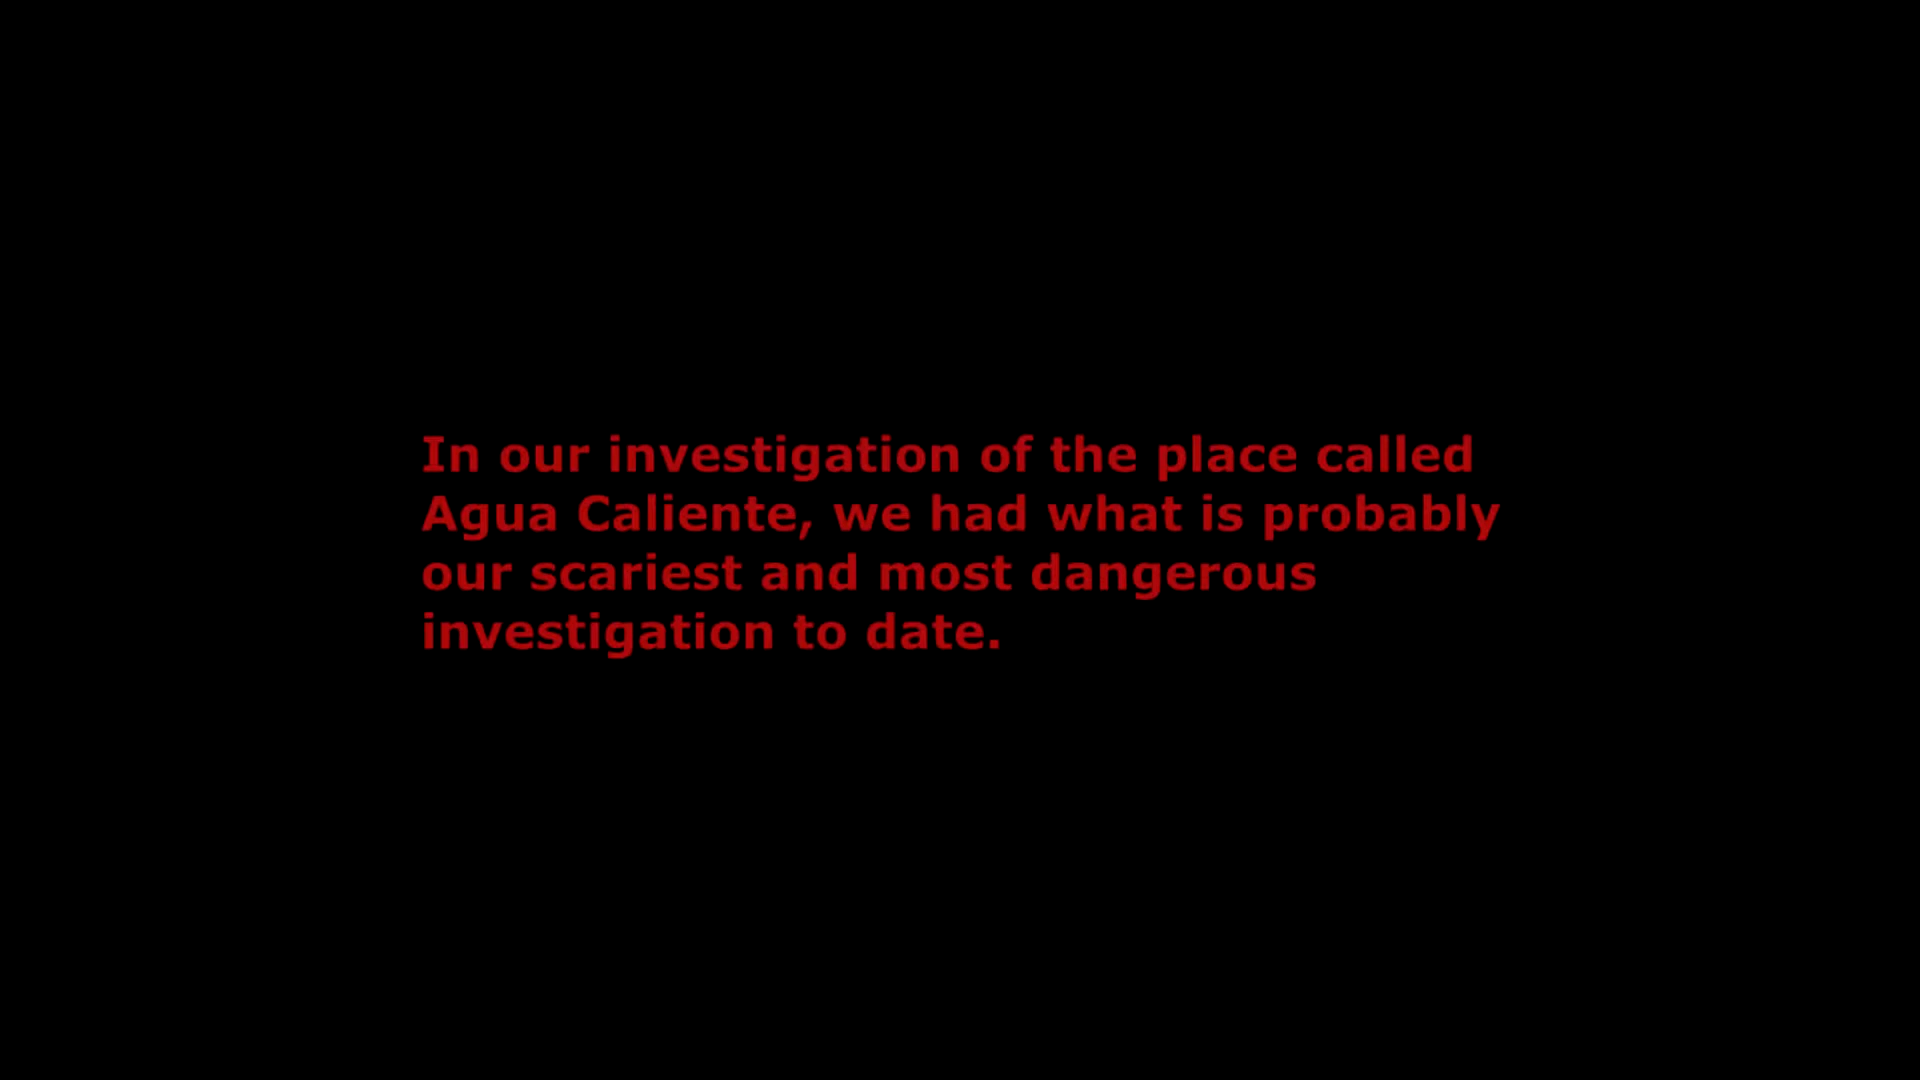 In our investigation of the place called
Agua Caliente, we had what is probably
our scariest and most dangerous
investigation to date.